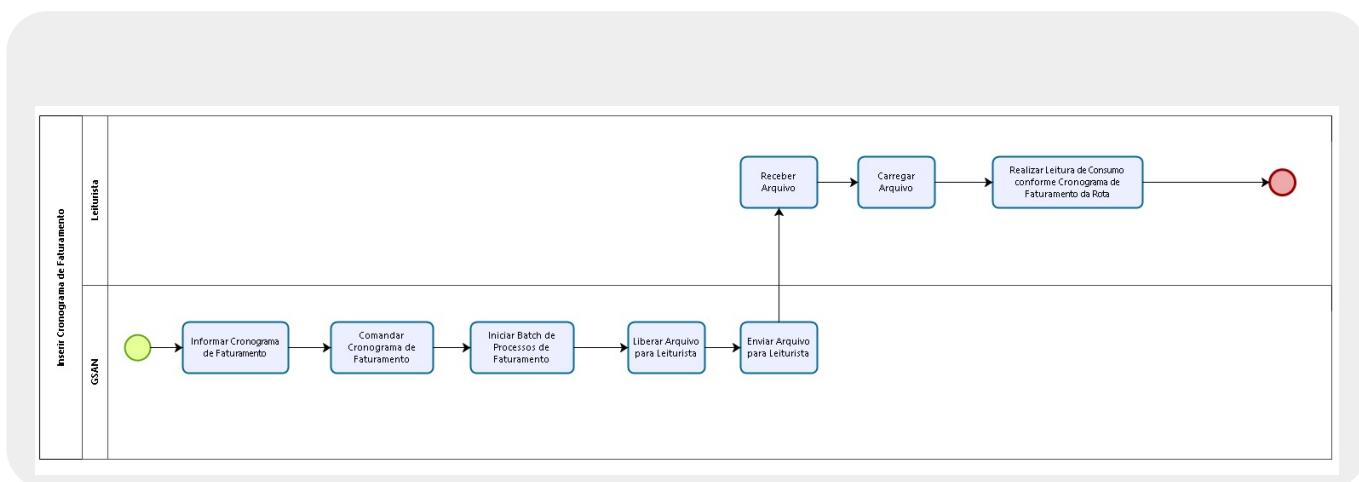 Inserir Cronograma de Faturamento
Leiturista
Receber
Arquivo
Carregar
Arquivo
Realizar Leitura de Consumo
conforme Cronograma de
Faturamento da Rota
GSAN
Informar Cronograma
de Faturamento
Comandar
Cronograma de
Faturamento
Iniciar Batch de
Processos de
Faturamento
Liberar Arquivo
para Leiturista
Enviar Arquivo
para Leiturista